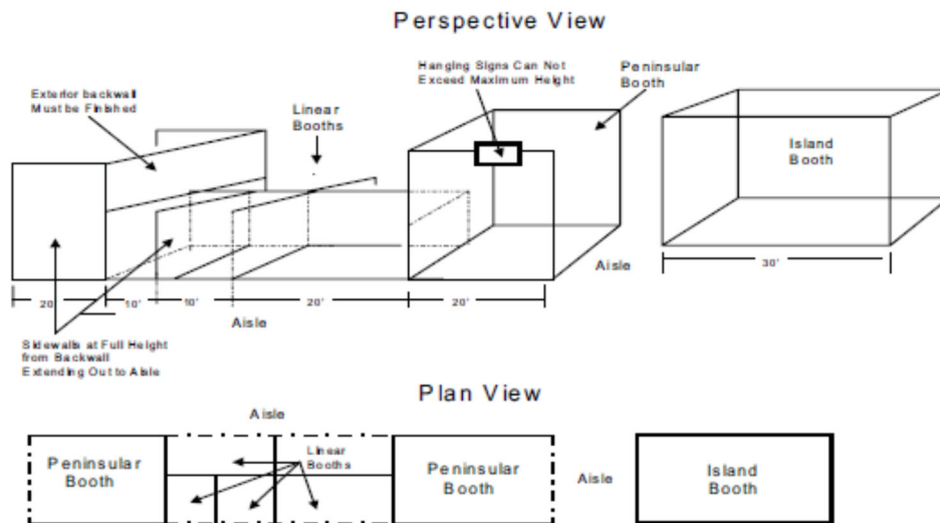 Perspective View
Hanging Signs Can Not
Exceed Maximum Height
Peninsular
Booth
Exterior backwall
Must be Finished
Linear
Booths
Island
Booth
Aisle
30'
20'
10'
10'
20'
20'
Aisle
Sidewalls at Full Height
from Backwall
Extending Out to Aisle
Plan View
Aisle
Peninsular
Booth
Linear
Booths
Peninsular
Booth
Aisle
Island
Booth